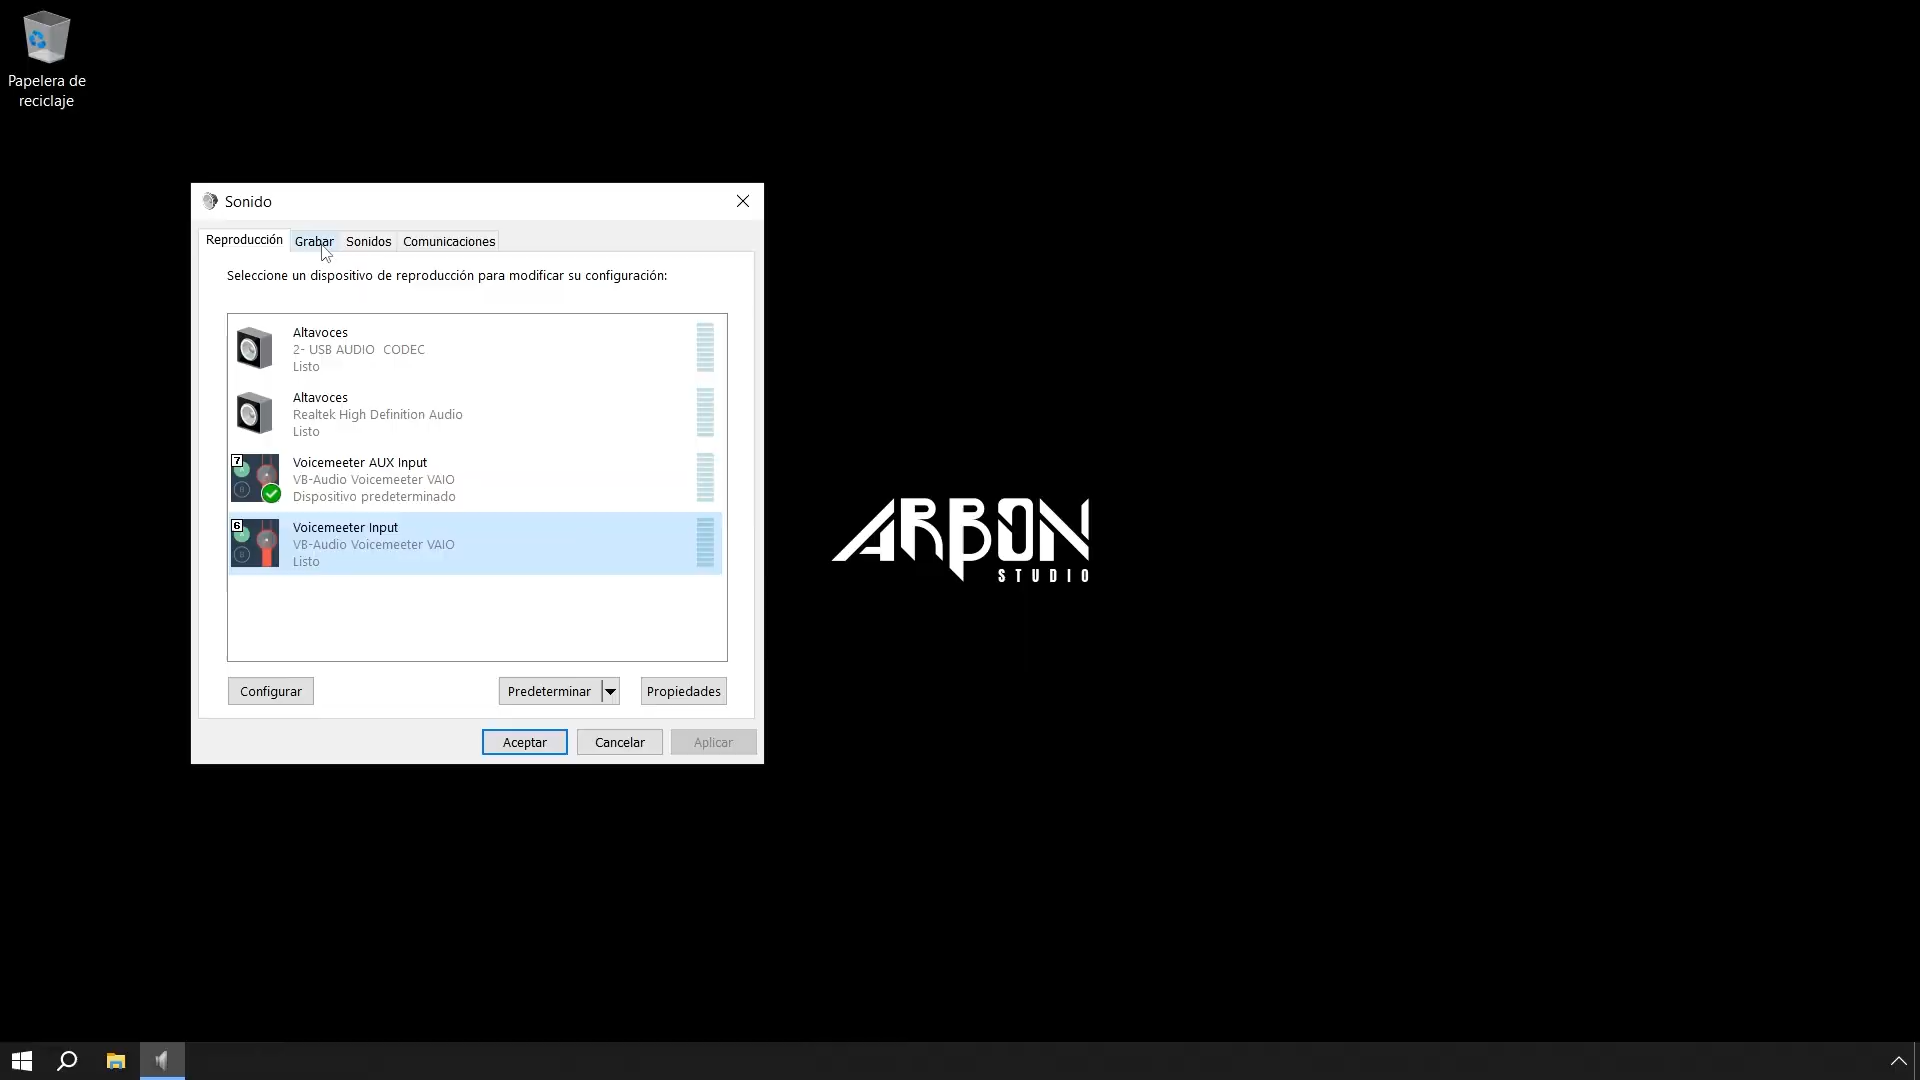 Papelera de
reciclaje
Sonido
Reproducción Grabar Sonidos Comunicaciones
Seleccione un dispositivo de reproducción para modificar su configuración:
Altavoces
2- USB AUDIO  CODEC
Listo
Altavoces
Realtek High Definition Audio
Listo
7
Voicemeeter AUX Input
VB-Audio Voicemeeter VAIO
Dispositivo predeterminado
6
Voicemeeter Input
VB-Audio Voicemeeter VAIO
Listo
Configurar Predeterminar Propiedades
Aceptar Cancelar Aplicar
ARBON
STUDIO